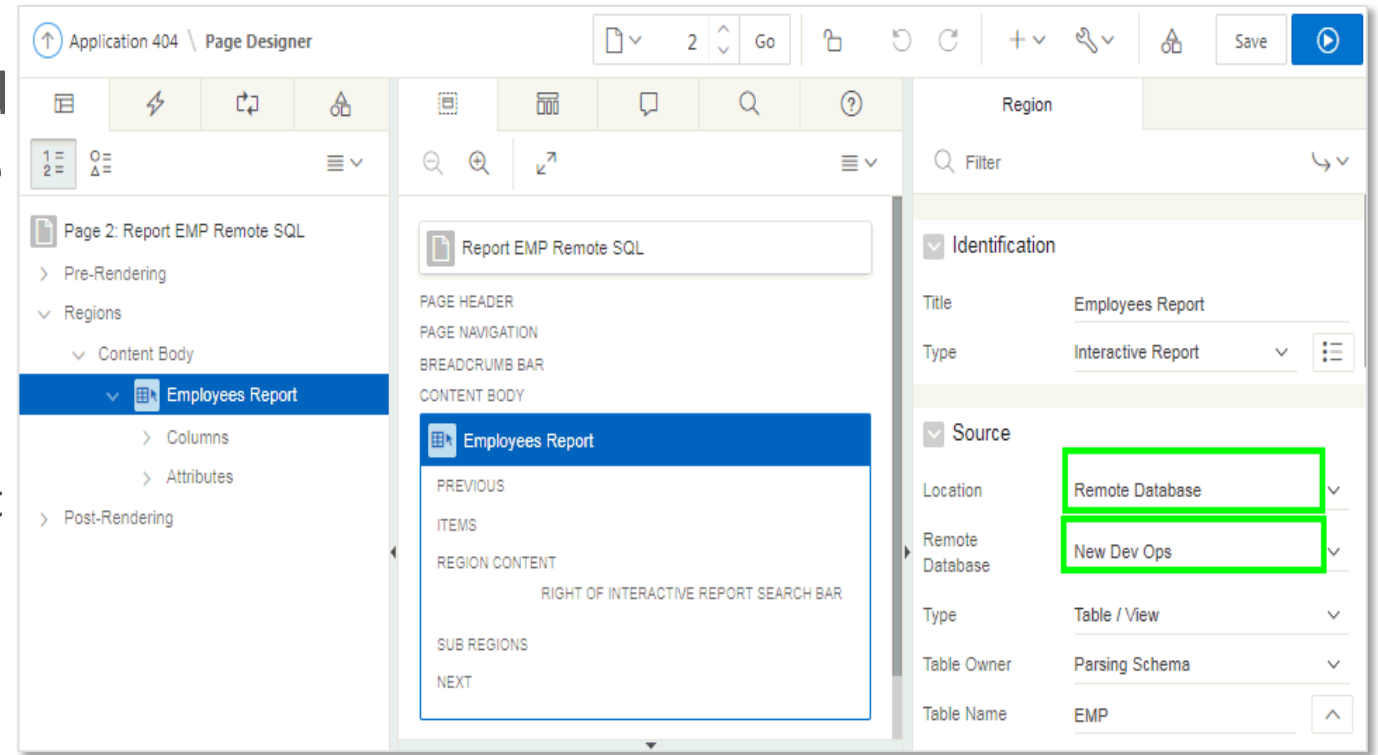 Application 404 \ Page Designer
2
Go
Save
Page 2: Report EMP Remote SQL
Pre-Rendering
Regions
Content Body
Employees Report
Columns
Attributes
Post-Rendering
Report EMP Remote SQL
PAGE HEADER
PAGE NAVIGATION
BREADCRUMB BAR
CONTENT BODY
Employees Report
PREVIOUS
ITEMS
REGION CONTENT
RIGHT OF INTERACTIVE REPORT SEARCH BAR
SUB REGIONS
NEXT
Region
Filter
Identification
Title Employees Report
Type Interactive Report
Source
Location Remote Database
Remote
Database New Dev Ops
Type Table / View
Table Owner Parsing Schema
Table Name EMP